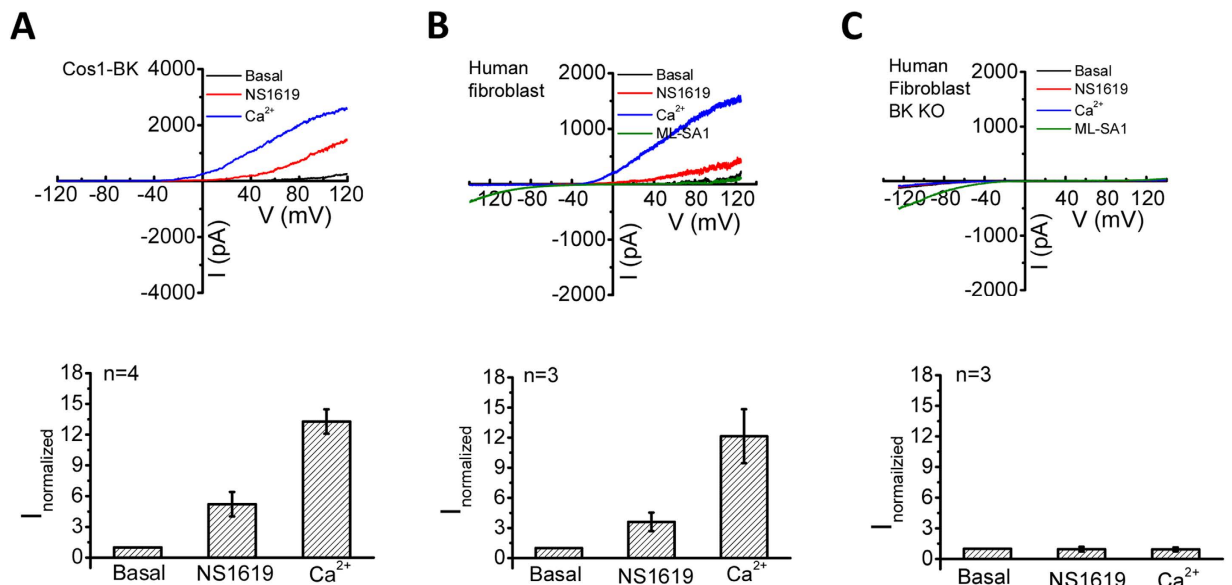 A
B
C
Cos1-BK
4000
2000
-2000
-4000
Basal
NS1619
Ca²⁺
-120
-80
-40
0
40
80
120
V (mV)
I (pA)
Human
fibroblast
2000
1000
-1000
-2000
Basal
NS1619
Ca²⁺
ML-SA1
-120
-80
-40
0
40
80
120
V (mV)
I (pA)
Human
Fibroblast
BK KO
2000
1000
-1000
-2000
Basal
NS1619
Ca²⁺
ML-SA1
-120
-80
-40
0
40
80
120
V (mV)
I (pA)
n=4
18
15
12
9
6
3
0
Inormalized
Basal
NS1619
Ca²⁺
n=3
18
15
12
9
6
3
0
Inormalized
Basal
NS1619
Ca²⁺
n=3
18
15
12
9
6
3
0
Inormailzied
Basal
NS1619
Ca²⁺